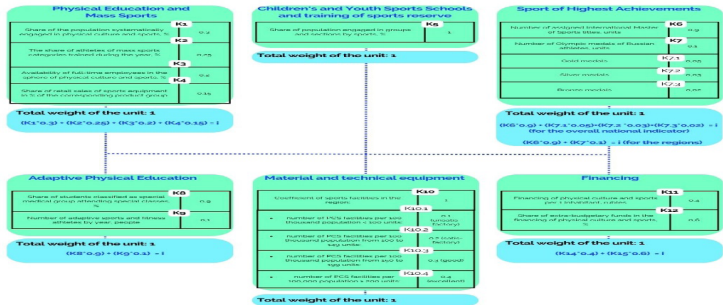 Physical Education and
Mass Sports
K1
Share of the population systematically
engaged in physical culture and sports, %
K2
The share of athletes of mass sports
categories trained during the year, %
0.25
K3
Availability of full-time employees in the
sphere of physical culture and sports, %
K4
Share of retail sales of sports equipment
in % of the corresponding product group
0.15
Total weight of the unit: 1
(K1*0.3) + (K2*0.25) + (K3*0.2) + (K4*0.15) = i
Children's and Youth Sports Schools
and training of sports reserve
K5
Share of population engaged in groups
and sections by sports, %
1
Total weight of the unit: 1
Sport of Highest Achievements
K6
Number of assigned International Master
of Sports titles, units
0.9
K7
Number of Olympic medals of Russian
athletes, units
0.1
K7.1
Gold medals
0.05
K7.2
Silver medals
0.03
K7.3
Bronze medals
0.02
Total weight of the unit: 1
(K6*0.9) + (K7.1*0.05)+(K7.2*0.03)+(K7.3*0.02) = i
(for the overall national indicator)
(K6*0.9) + (K7*0.1) = i (for the regions)
Adaptive Physical Education
K8
Share of students classified as special
medical group attending special classes,
%
0.9
K9
Number of adaptive sports and fitness
athletes by year, people
0.1
Total weight of the unit: 1
(K8*0.9) + (K9*0.1) = i
Material and technical equipment
K10
Coefficient of sports facilities in the
region:
1
K10.1
- number of PCS facilities per 100
thousand population < 100 units;
0.1
K10.2
- number of PCS facilities per 100
thousand population from 100 to
149 units;
K10.3
- number of PCS facilities per 100
thousand population from 150 to
199 units;
0.3 (good)
K10.4
- number of PCS facilities per
100,000 population ≥ 200 units.
0.4
(excellent)
Total weight of the unit: 1
Financing
K11
Financing of physical culture and sports
per 1 inhabitant, rubles
0.4
K12
Share of extra-budgetary funds in the
financing of physical culture and sports,
%
0.6
Total weight of the unit: 1
(K14*0.4) + (K15*0.6) = i